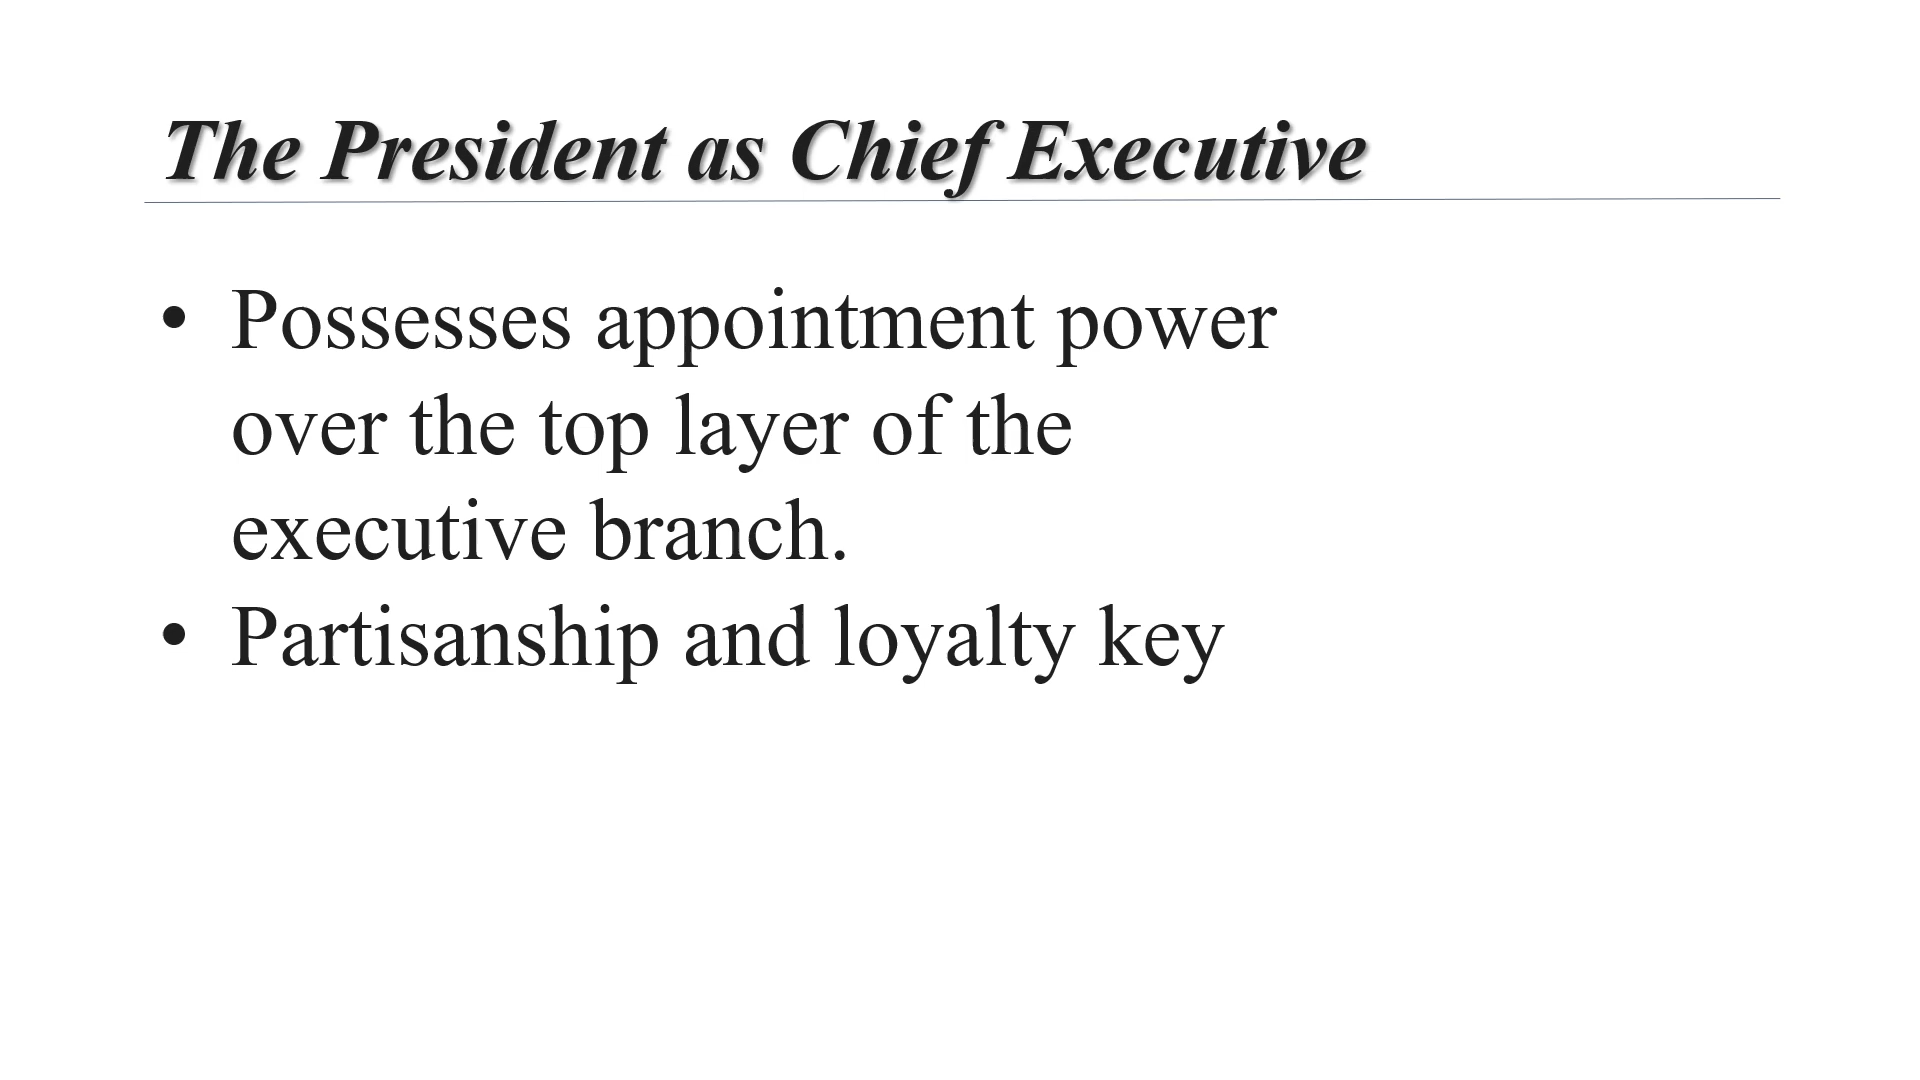 The President as Chief Executive
• Possesses appointment power
over the top layer of the
executive branch.
• Partisanship and loyalty key